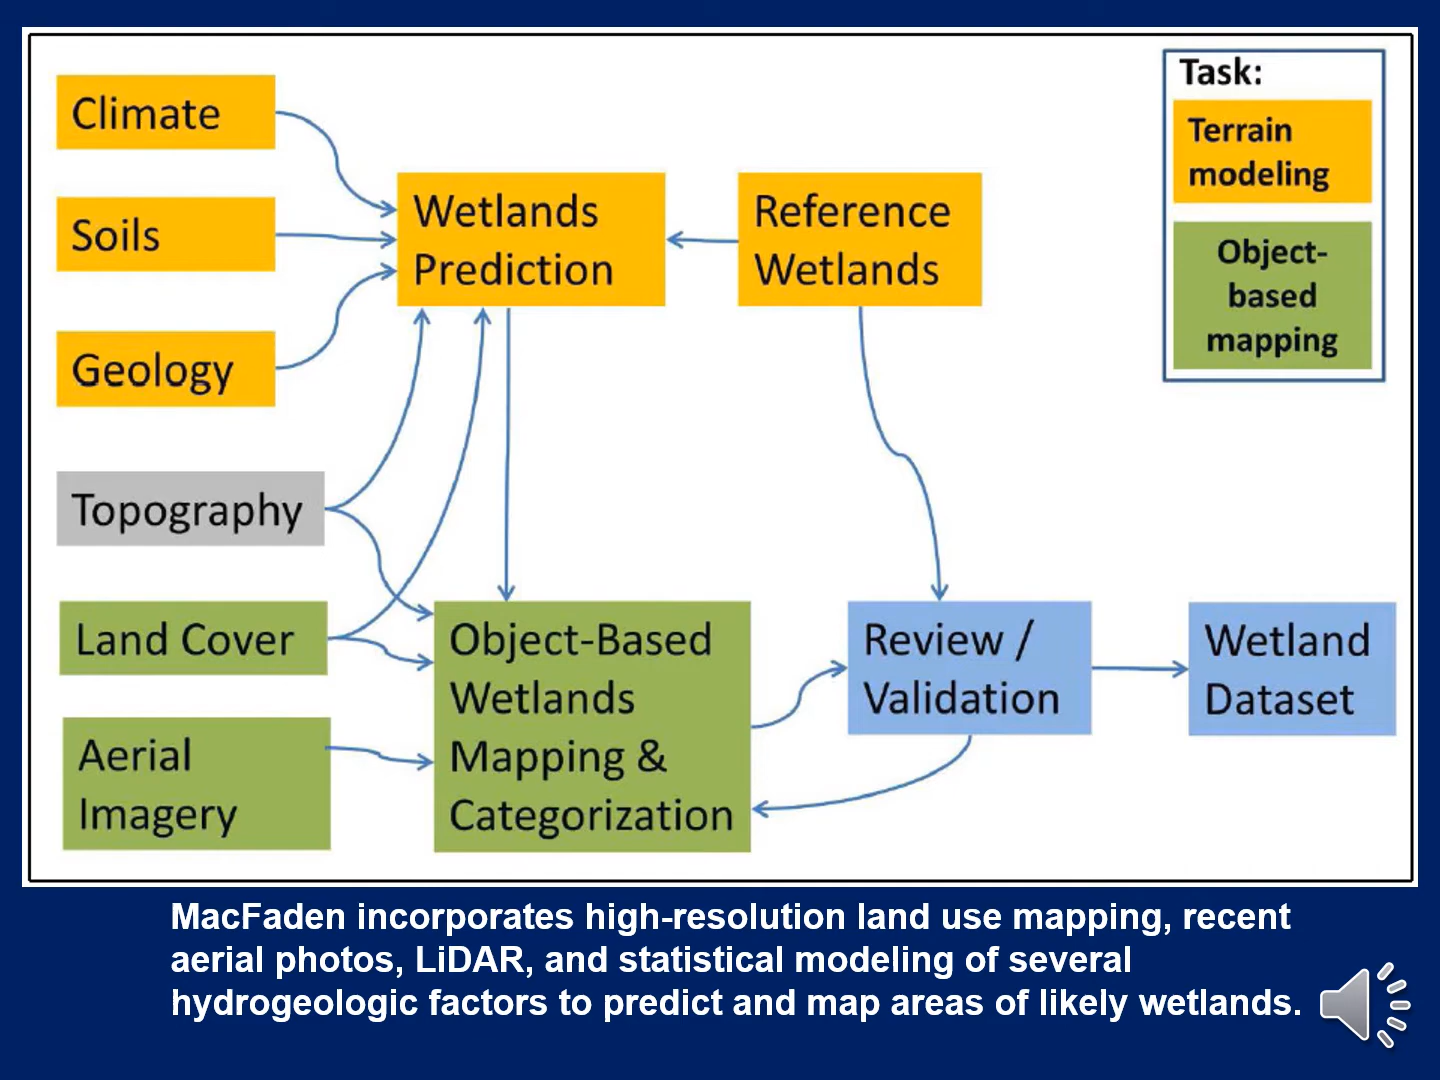 Climate
Soils
Geology
Topography
Land Cover
Aerial
Imagery
Wetlands
Prediction
Reference
Wetlands
Object-Based
Wetlands
Mapping &
Categorization
Review /
Validation
Wetland
Dataset
Task:
Terrain
modeling
Object-
based
mapping
MacFaden incorporates high-resolution land use mapping, recent
aerial photos, LiDAR, and statistical modeling of several
hydrogeologic factors to predict and map areas of likely wetlands.